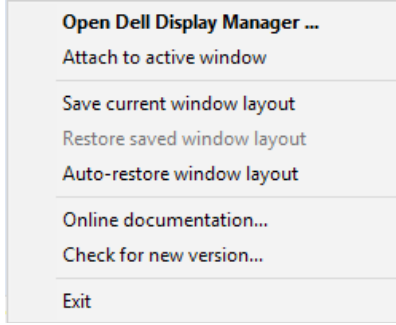 Open Dell Display Manager ...
Attach to active window
Save current window layout
Restore saved window layout
Auto-restore window layout
Online documentation...
Check for new version...
Exit